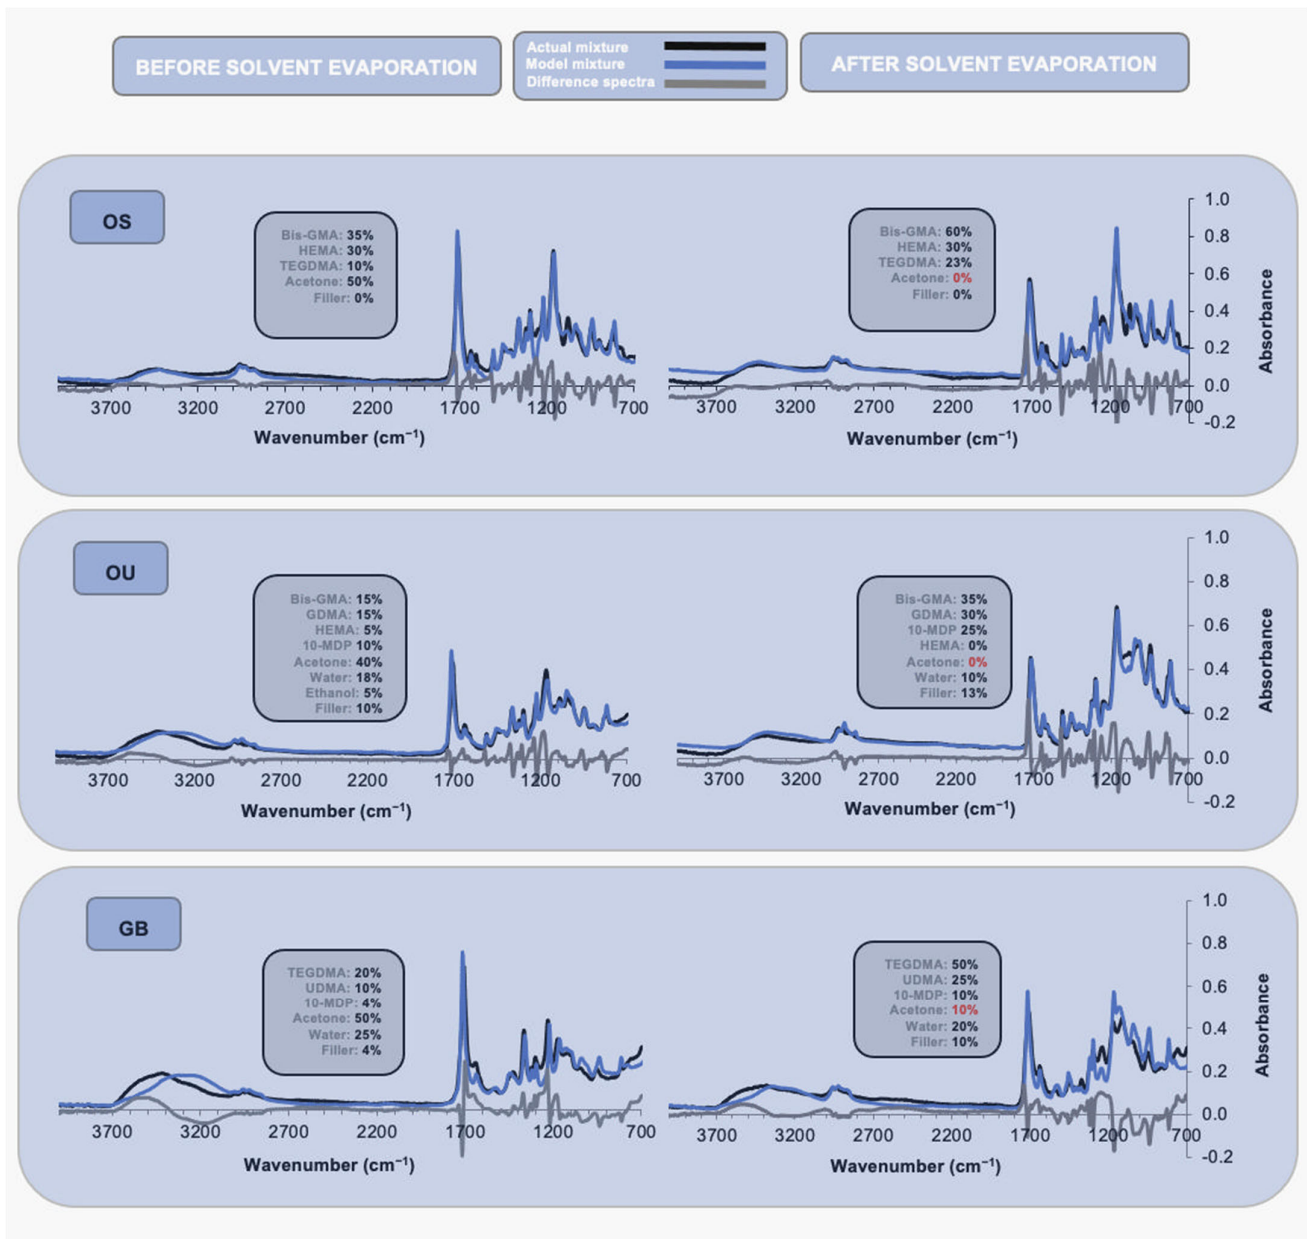 BEFORE SOLVENT EVAPORATION
Actual mixture
Model mixture
Difference spectra
AFTER SOLVENT EVAPORATION
OS
Bis-GMA: 35%
HEMA: 30%
TEGDMA: 10%
Acetone: 50%
Filler: 0%
3700 3200 2700 2200 1700 1200 700
Wavenumber (cm⁻¹)
Bis-GMA: 60%
HEMA: 30%
TEGDMA: 23%
Acetone: 0%
Filler: 0%
3700 3200 2700 2200 1700 1200 700
Wavenumber (cm⁻¹)
1.0
0.8
0.6
0.4
0.2
0.0
-0.2
Absorbance
OU
Bis-GMA: 15%
GDMA: 15%
HEMA: 5%
10-MDP 10%
Acetone: 40%
Water: 18%
Ethanol: 5%
Filler: 10%
3700 3200 2700 2200 1700 1200 700
Wavenumber (cm⁻¹)
Bis-GMA: 35%
GDMA: 30%
10-MDP 25%
HEMA: 0%
Acetone: 0%
Water: 10%
Filler: 13%
3700 3200 2700 2200 1700 1200 700
Wavenumber (cm⁻¹)
1.0
0.8
0.6
0.4
0.2
0.0
-0.2
Absorbance
GB
TEGDMA: 20%
UDMA: 10%
10-MDP: 4%
Acetone: 50%
Water: 25%
Filler: 4%
3700 3200 2700 2200 1700 1200 700
Wavenumber (cm⁻¹)
TEGDMA: 50%
UDMA: 25%
10-MDP: 10%
Acetone: 10%
Water: 20%
Filler: 10%
3700 3200 2700 2200 1700 1200 700
Wavenumber (cm⁻¹)
1.0
0.8
0.6
0.4
0.2
0.0
-0.2
Absorbance